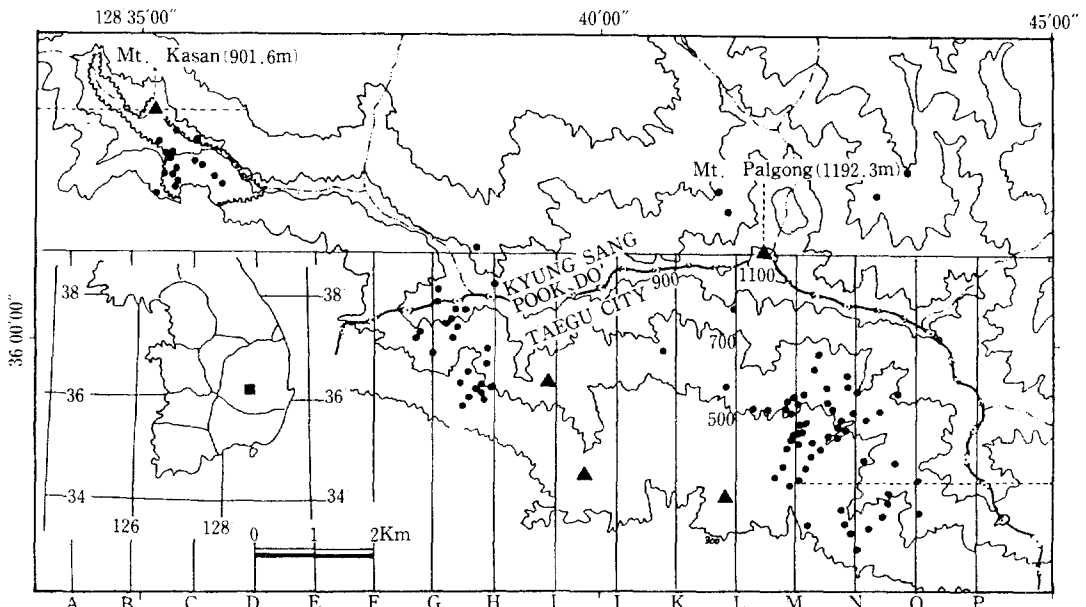 128°35'00"
40'00"
45'00"
Mt. Kasan(901.6m)
Mt. Palgong(1192.3m)
KYUNG SANG
POOK DO'
TAEGU CITY
900
1100
700
500
300
36°00'00"
38
38
36
36
34
34
126
128
0 1 2Km
A B C D E F G H I J K L M N O P